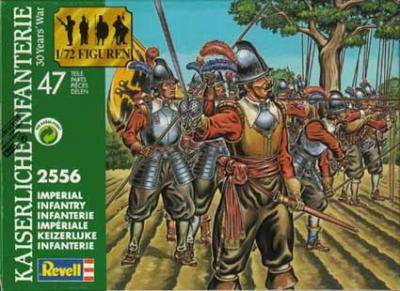 KAISERLICHE INFANTERIE
30 Years' War
1/72 FIGUREN
47
TEILE
PARTS
PIÈCES
DELEN
2556
IMPERIAL
INFANTRY
INFANTERIE
IMPÉRIALE
KEIZERLIJKE
INFANTERIE
Revell